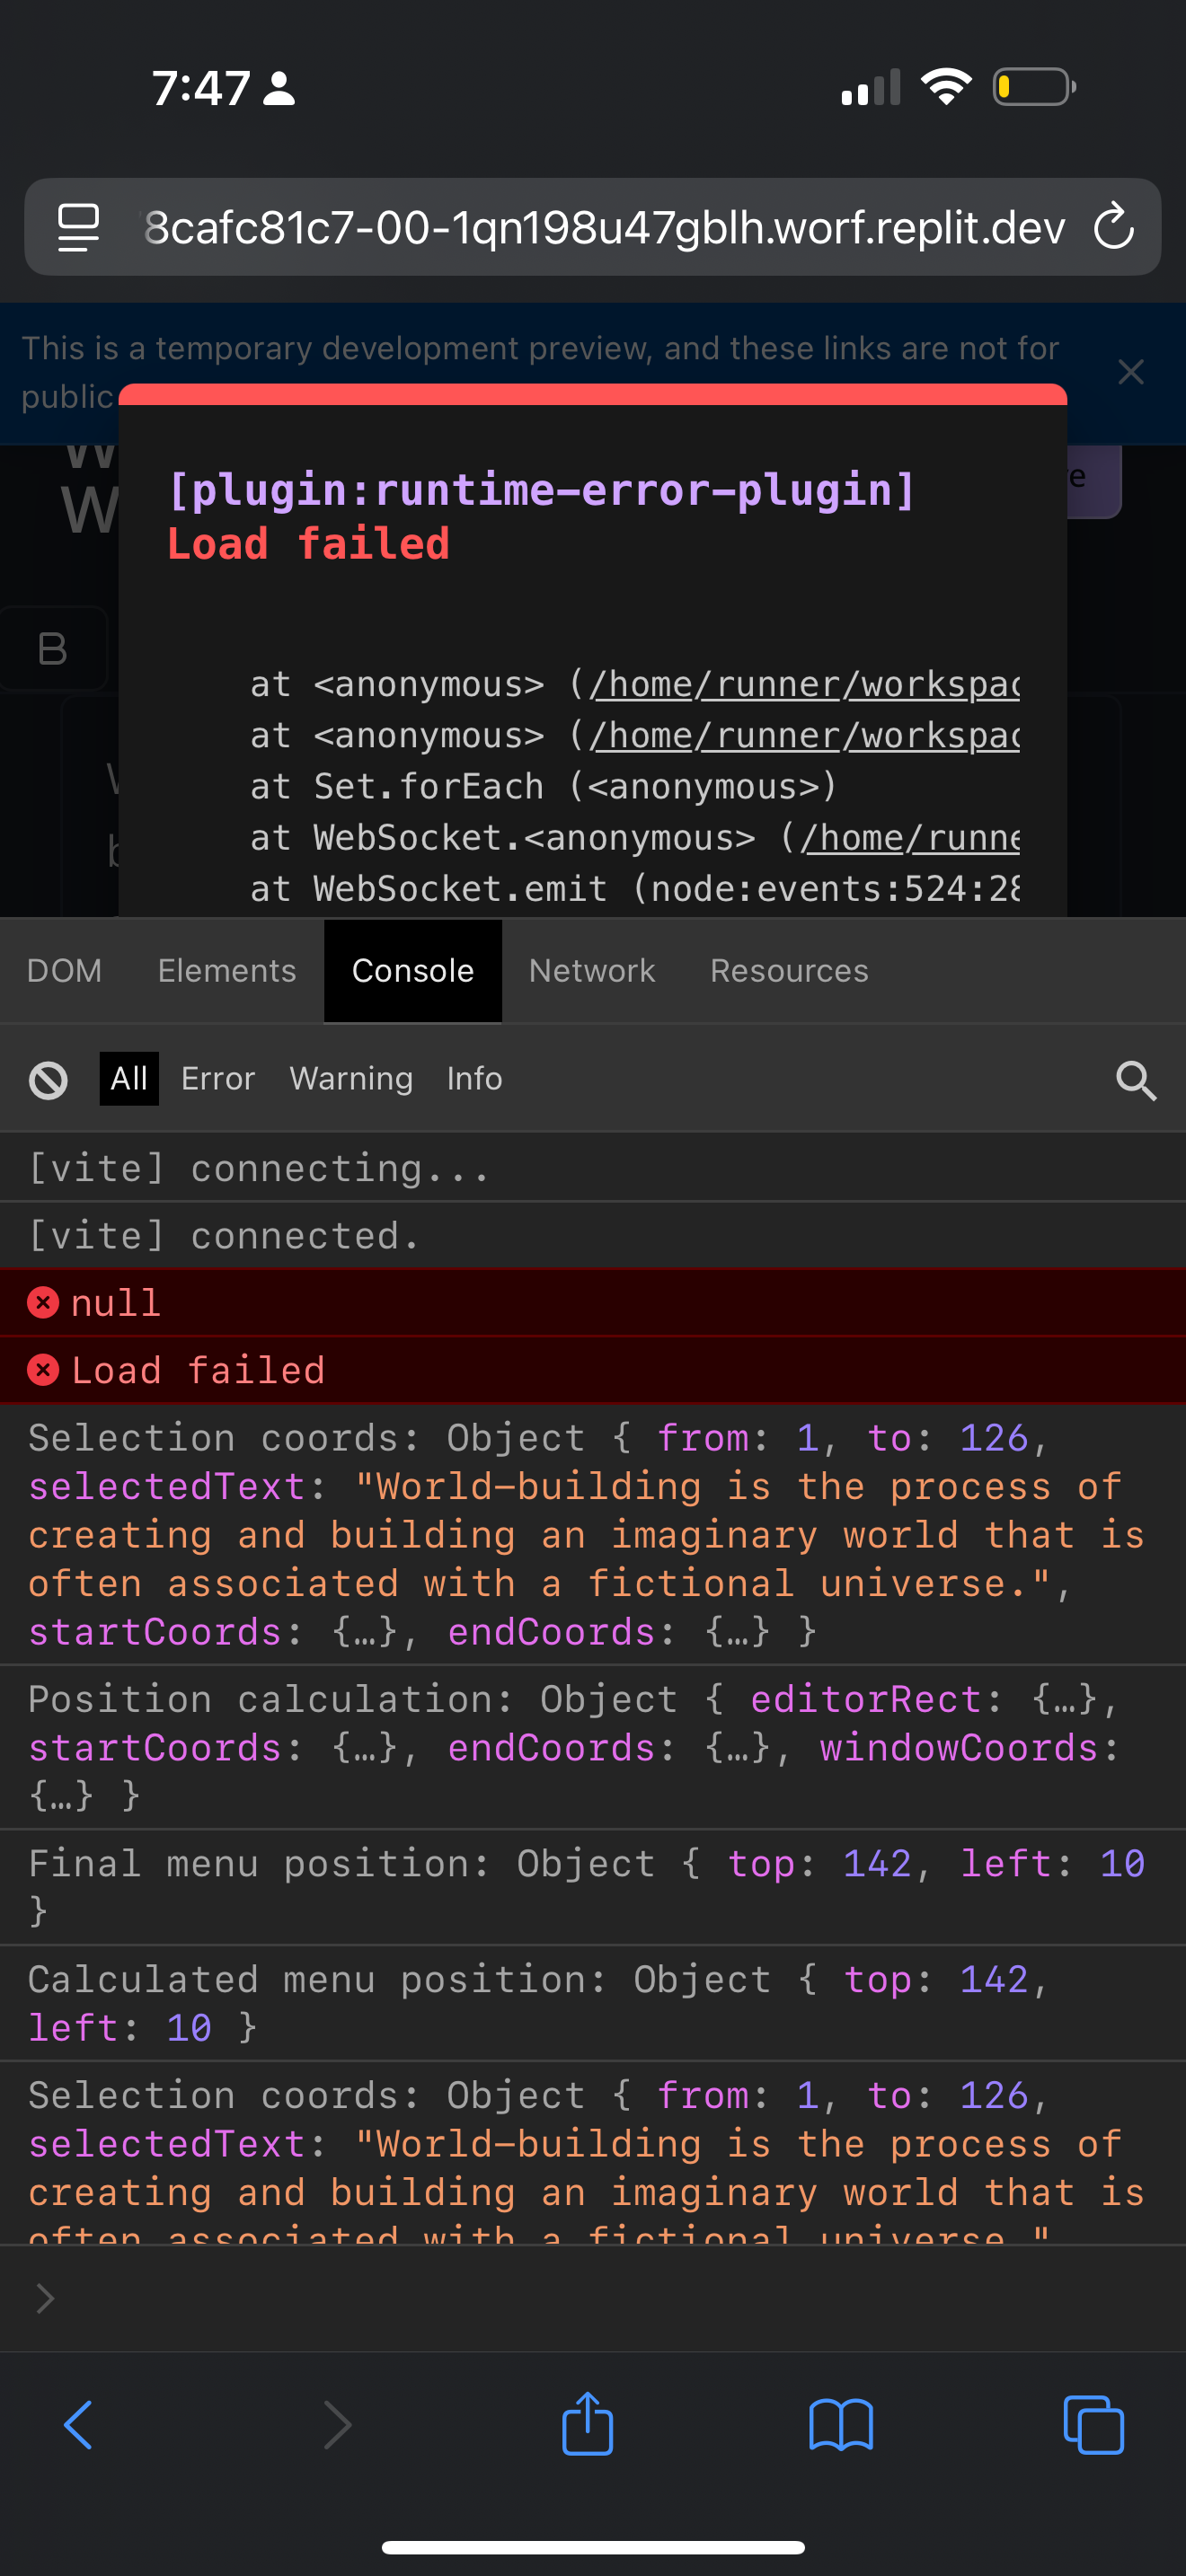 7:47
8cafc81c7-00-1qn198u47gblh.worf.replit.dev
This is a temporary development preview, and these links are not for
public
W
e
[plugin:runtime-error-plugin]
Load failed
B
at <anonymous> (/home/runner/workspac
at <anonymous> (/home/runner/workspac
at Set.forEach (<anonymous>)
at WebSocket.<anonymous> (/home/runne
at WebSocket.emit (node:events:524:28
DOM Elements Console Network Resources
All Error Warning Info
[vite] connecting...
[vite] connected.
null
Load failed
Selection coords: Object { from: 1, to: 126,
selectedText: "World-building is the process of
creating and building an imaginary world that is
often associated with a fictional universe.",
startCoords: {…}, endCoords: {…} }
Position calculation: Object { editorRect: {…},
startCoords: {…}, endCoords: {…}, windowCoords:
{…} }
Final menu position: Object { top: 142, left: 10
}
Calculated menu position: Object { top: 142,
left: 10 }
Selection coords: Object { from: 1, to: 126,
selectedText: "World-building is the process of
creating and building an imaginary world that is
often associated with a fictional universe."